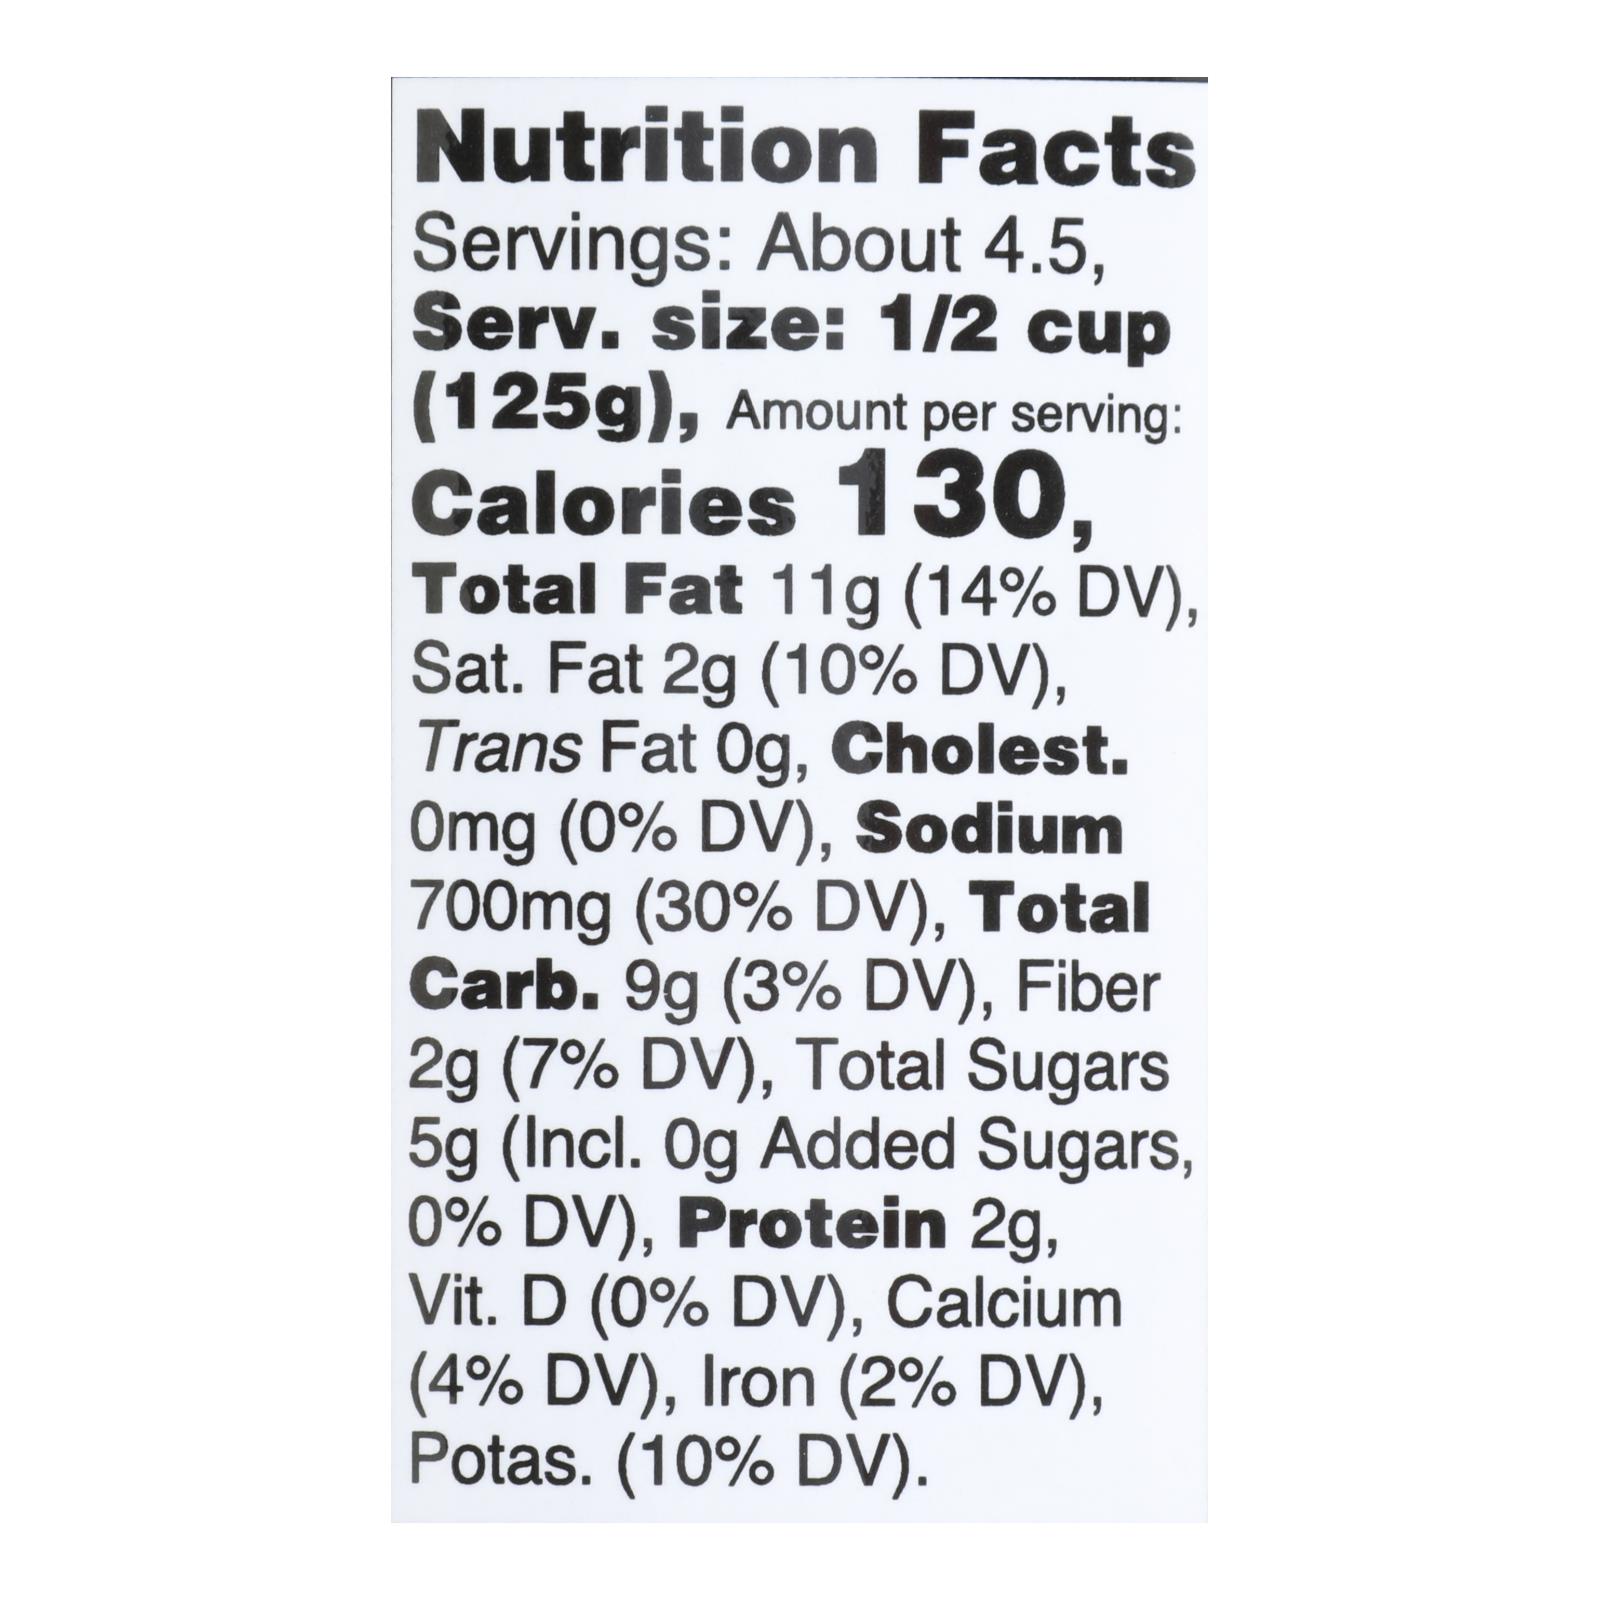 Nutrition Facts
Servings: About 4.5,
Serv. size: 1/2 cup
(125g), Amount per serving:
Calories 130,
Total Fat 11g (14% DV),
Sat. Fat 2g (10% DV),
Trans Fat 0g, Cholest.
0mg (0% DV), Sodium
700mg (30% DV), Total
Carb. 9g (3% DV), Fiber
2g (7% DV), Total Sugars
5g (Incl. 0g Added Sugars,
0% DV), Protein 2g,
Vit. D (0% DV), Calcium
(4% DV), Iron (2% DV),
Potas. (10% DV).